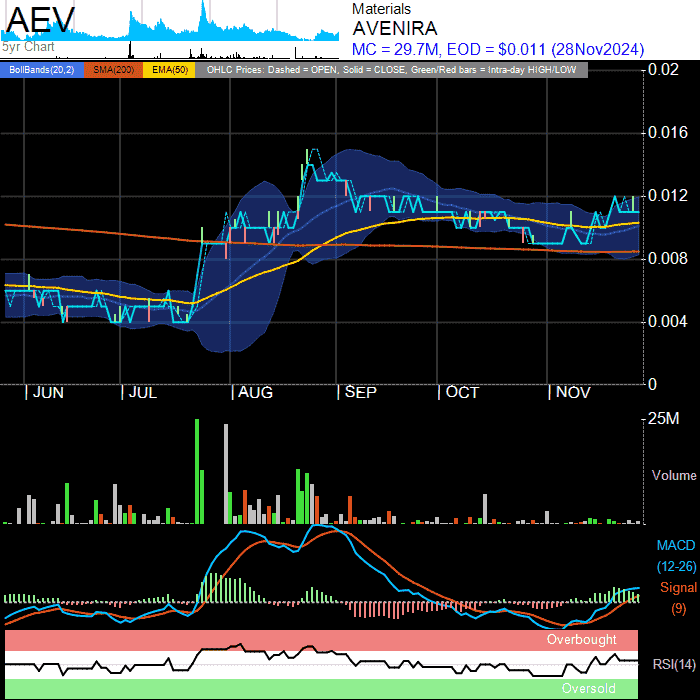 AEV
5yr Chart
Materials
AVENIRA
MC = 29.7M, EOD = $0.011 (28Nov2024)
BollBands(20,2) SMA(200) EMA(50) OHLC Prices: Dashed = OPEN, Solid = CLOSE, Green/Red bars = Intra-day HIGH/LOW
0.02
0.016
0.012
0.008
0.004
0
JUN JUL AUG SEP OCT NOV
25M
Volume
MACD
(12-26)
Signal
(9)
Overbought
RSI(14)
Oversold